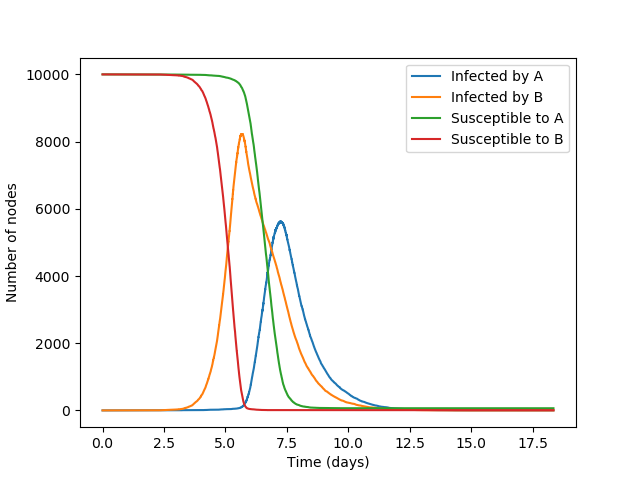 Number of nodes
10000
8000
6000
4000
2000
0
Infected by A
Infected by B
Susceptible to A
Susceptible to B
0.0 2.5 5.0 7.5 10.0 12.5 15.0 17.5
Time (days)